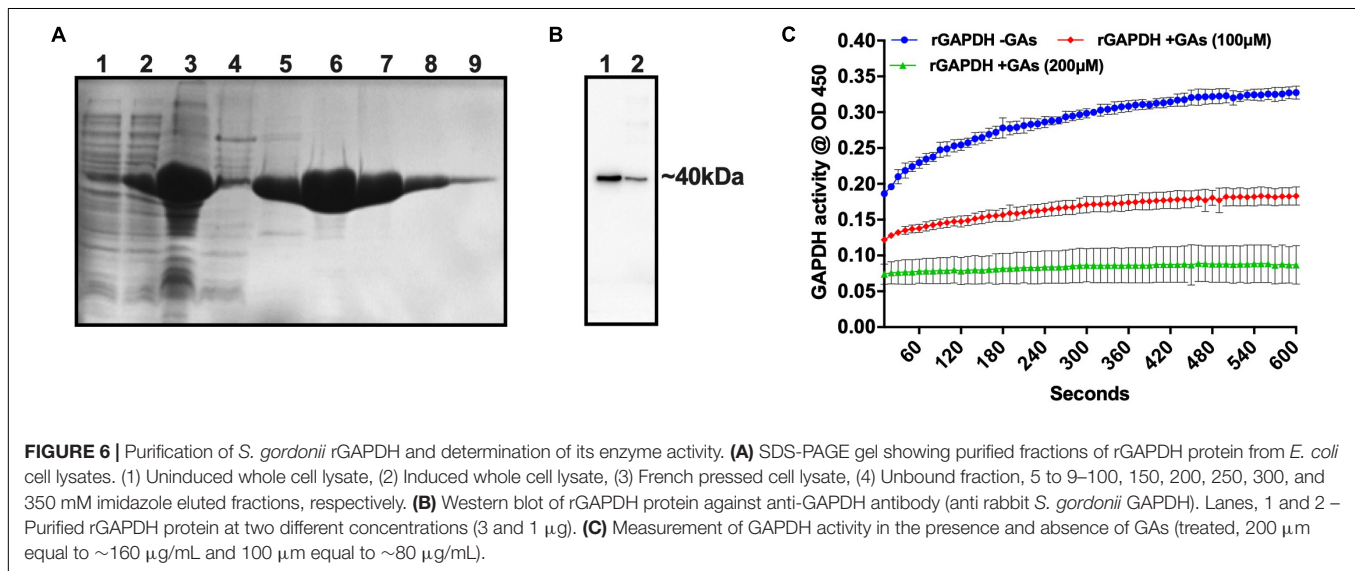 A
1 2 3 4 5 6 7 8 9
B
1 2
~40kDa
C
rGAPDH -GAs
rGAPDH +GAs (100µM)
rGAPDH +GAs (200µM)
GAPDH activity @ OD 450
0.40
0.35
0.30
0.25
0.20
0.15
0.10
0.05
0.00
60 120 180 240 300 360 420 480 540 600
Seconds
FIGURE 6 | Purification of S. gordonii rGAPDH and determination of its enzyme activity. (A) SDS-PAGE gel showing purified fractions of rGAPDH protein from E. coli
cell lysates. (1) Uninduced whole cell lysate, (2) Induced whole cell lysate, (3) French pressed cell lysate, (4) Unbound fraction, 5 to 9–100, 150, 200, 250, 300, and
350 mM imidazole eluted fractions, respectively. (B) Western blot of rGAPDH protein against anti-GAPDH antibody (anti rabbit S. gordonii GAPDH). Lanes, 1 and 2 –
Purified rGAPDH protein at two different concentrations (3 and 1 µg). (C) Measurement of GAPDH activity in the presence and absence of GAs (treated, 200 µm
equal to ∼160 µg/mL and 100 µm equal to ∼80 µg/mL).